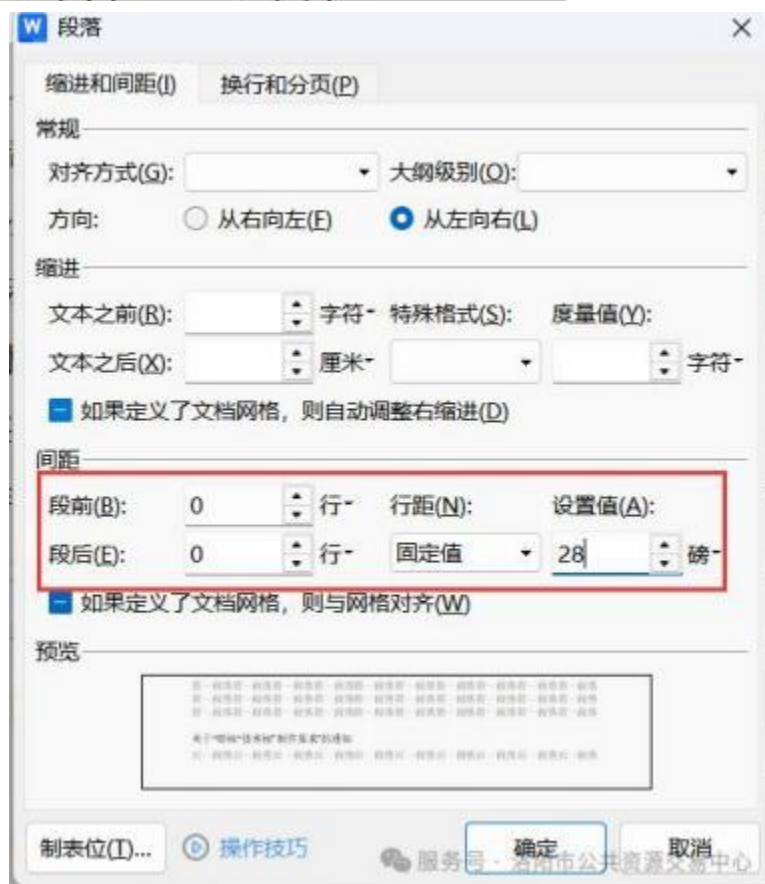 W 段落
缩进和间距(I) 换行和分页(P)
常规
对齐方式(G): 大纲级别(O):
方向: 从右向左(F) 从左向右(L)
缩进
文本之前(R): 字符 特殊格式(S): 度量值(Y):
文本之后(X): 厘米 字符
如果定义了文档网格，则自动调整右缩进(D)
间距
段前(B): 0 行 行距(N): 设置值(A):
段后(E): 0 行 固定值 28 磅
如果定义了文档网格，则与网格对齐(W)
预览
制表位(T)... 操作技巧 确定 取消
服务号 · 洛阳市公共资源交易中心